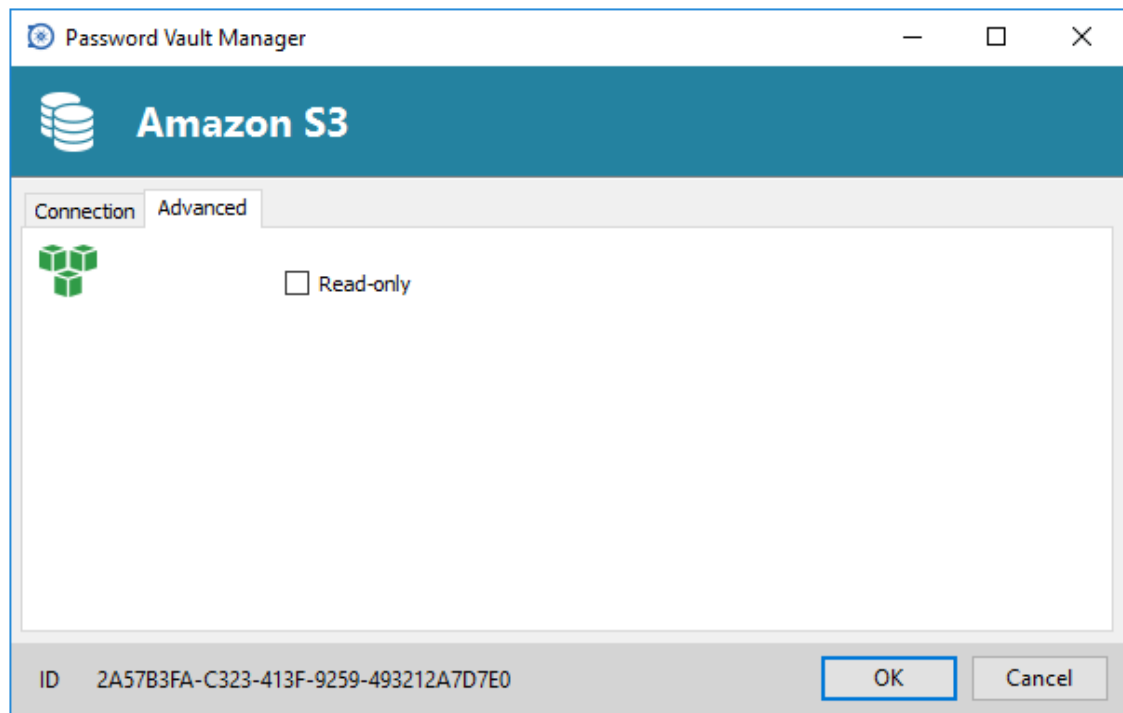 Password Vault Manager
Amazon S3
Connection Advanced
Read-only
ID 2A57B3FA-C323-413F-9259-493212A7D7E0 OK Cancel